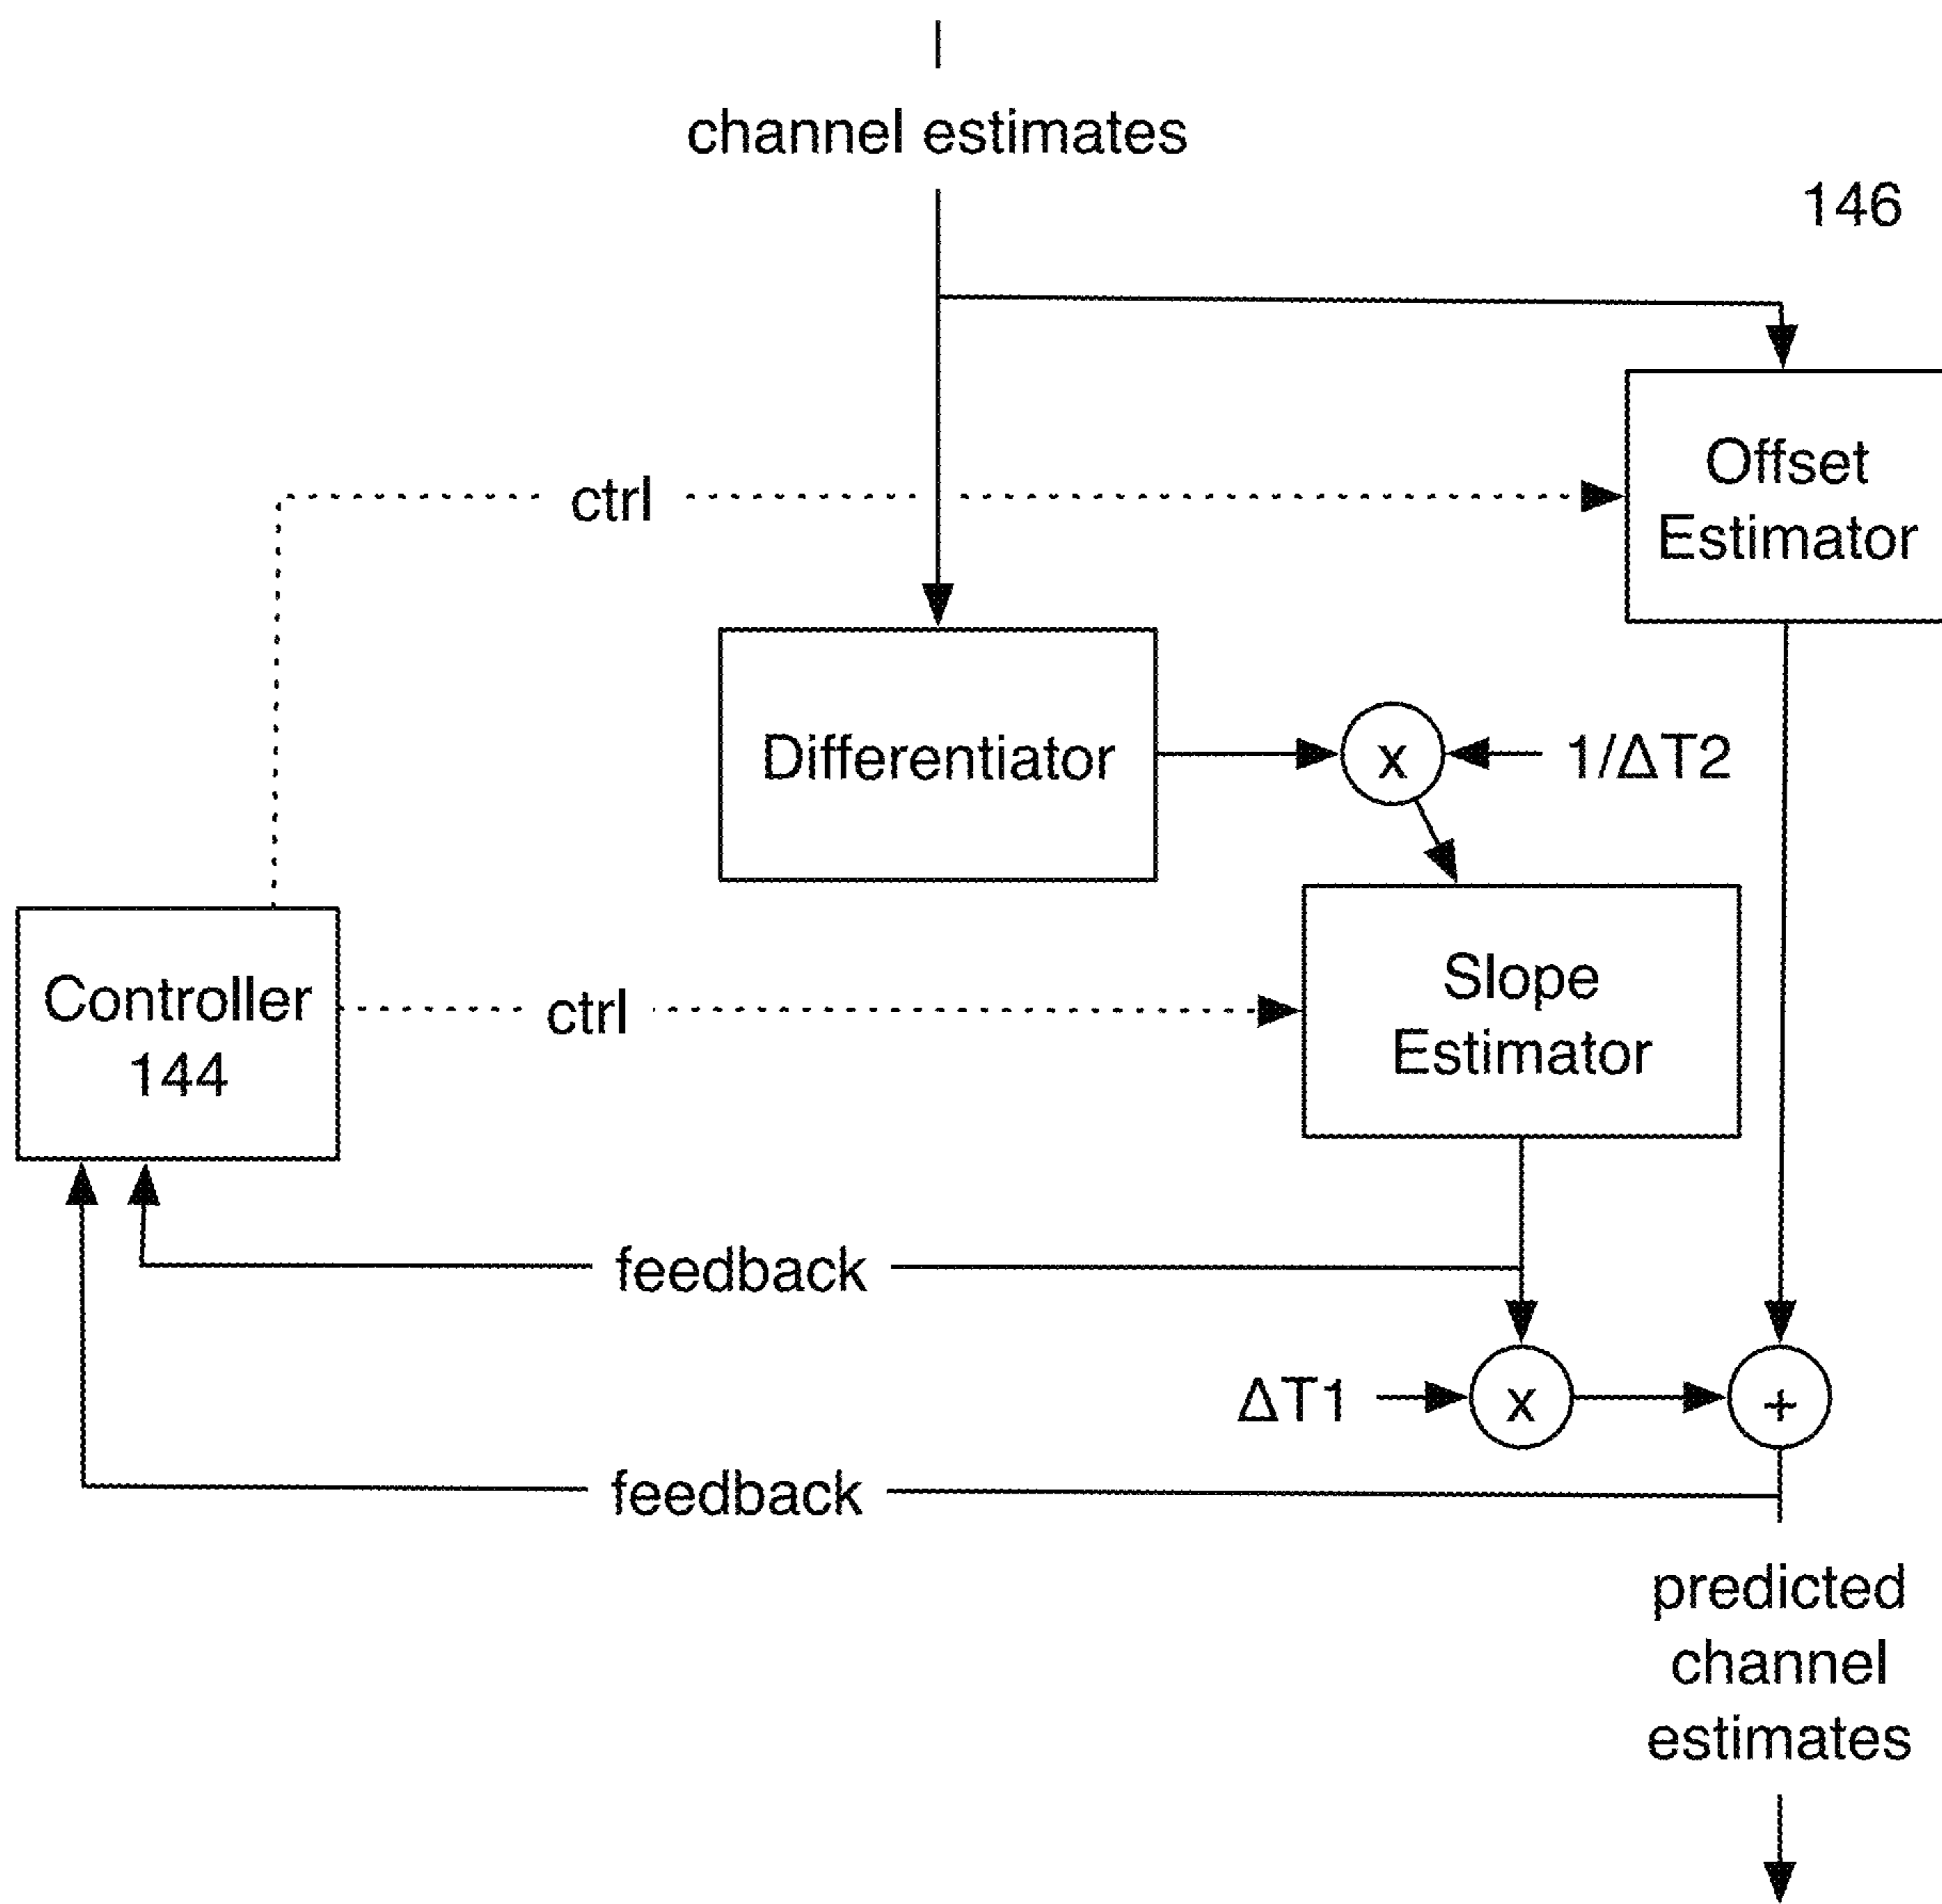 channel estimates
146
Offset
Estimator
ctrl
Differentiator
x
1/ΔT2
Slope
Estimator
Controller
144
ctrl
feedback
ΔT1
x
+
feedback
predicted
channel
estimates